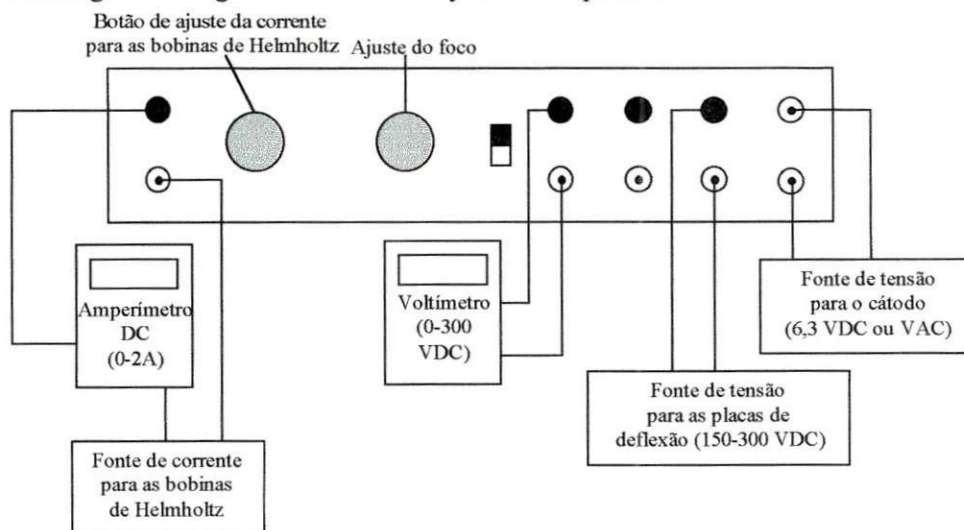 Botão de ajuste da corrente
para as bobinas de Helmholtz
Ajuste do foco
Amperímetro
DC
(0-2A)
Voltímetro
(0-300
VDC)
Fonte de tensão
para o cátodo
(6,3 VDC ou VAC)
Fonte de tensão
para as placas de
deflexão (150-300 VDC)
Fonte de corrente
para as bobinas
de Helmholtz